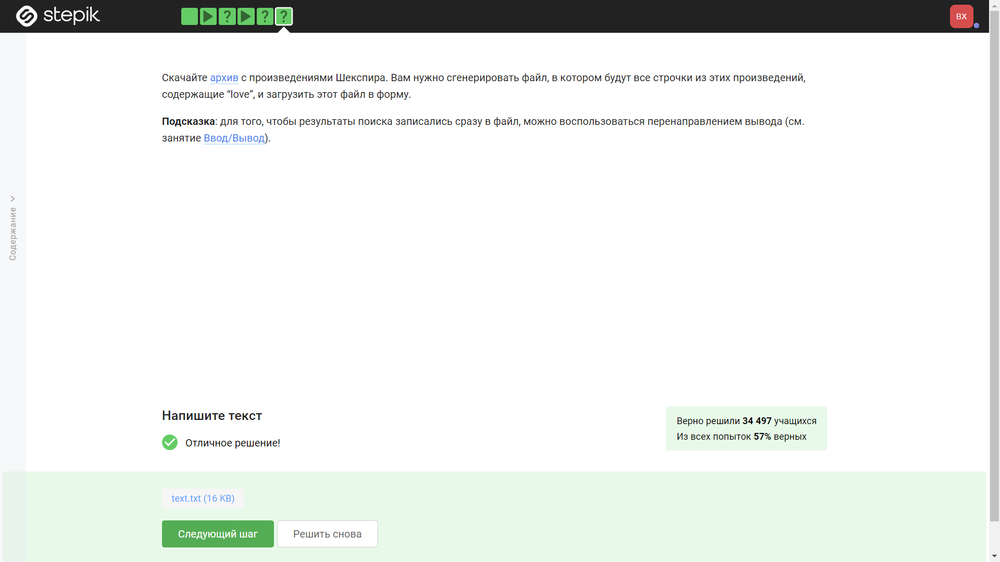 stepik
?
?
?
BX
Скачайте архив с произведениями Шекспира. Вам нужно сгенерировать файл, в котором будут все строчки из этих произведений,
содержащие “love”, и загрузить этот файл в форму.
Подсказка: для того, чтобы результаты поиска записались сразу в файл, можно воспользоваться перенаправлением вывода (см.
занятие Ввод/Вывод).
Содержание
Напишите текст
Отличное решение!
Верно решили 34 497 учащихся
Из всех попыток 57% верных
text.txt (16 KB)
Следующий шаг
Решить снова